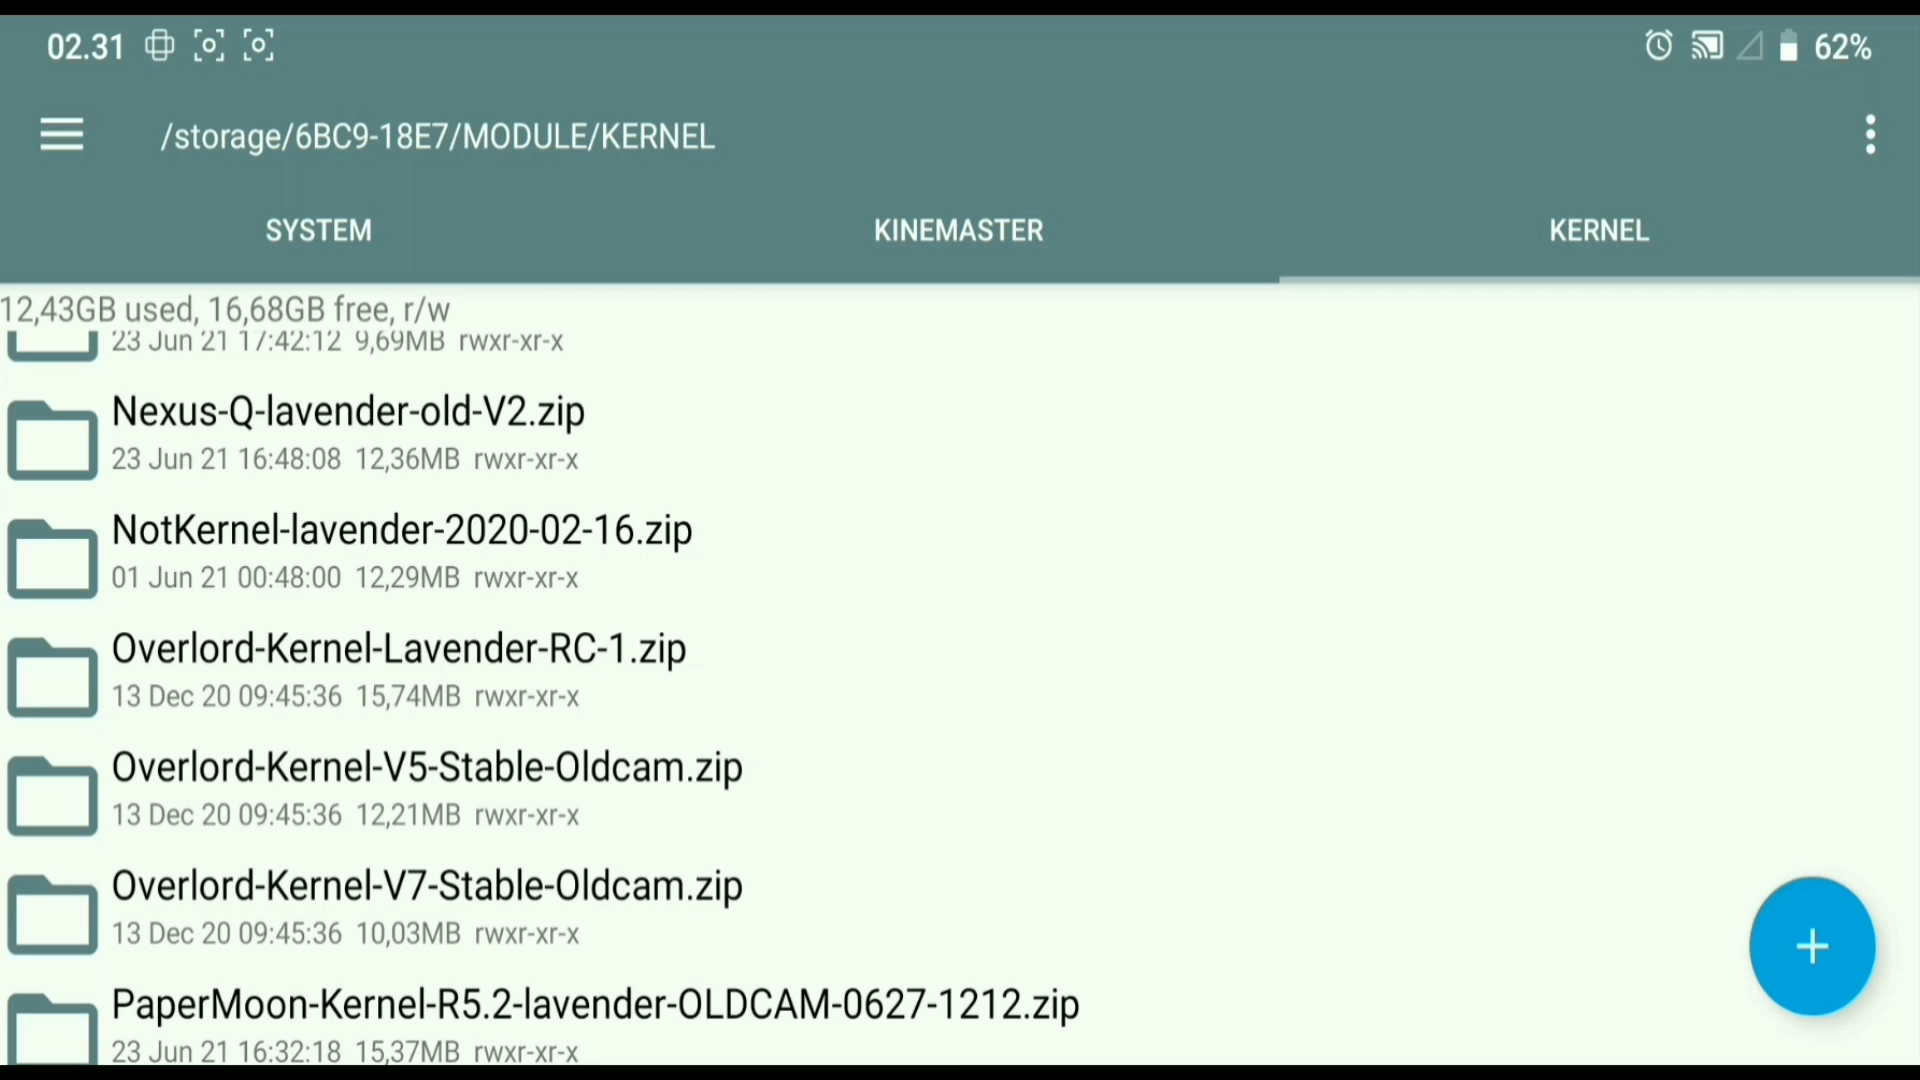 02.31
62%
/storage/6BC9-18E7/MODULE/KERNEL
SYSTEM KINEMASTER KERNEL
12,43GB used, 16,68GB free, r/w
23 Jun 21 17:42:12 9,69MB rwxr-xr-x
Nexus-Q-lavender-old-V2.zip
23 Jun 21 16:48:08 12,36MB rwxr-xr-x
NotKernel-lavender-2020-02-16.zip
01 Jun 21 00:48:00 12,29MB rwxr-xr-x
Overlord-Kernel-Lavender-RC-1.zip
13 Dec 20 09:45:36 15,74MB rwxr-xr-x
Overlord-Kernel-V5-Stable-Oldcam.zip
13 Dec 20 09:45:36 12,21MB rwxr-xr-x
Overlord-Kernel-V7-Stable-Oldcam.zip
13 Dec 20 09:45:36 10,03MB rwxr-xr-x
PaperMoon-Kernel-R5.2-lavender-OLDCAM-0627-1212.zip
23 Jun 21 16:32:18 15,37MB rwxr-xr-x